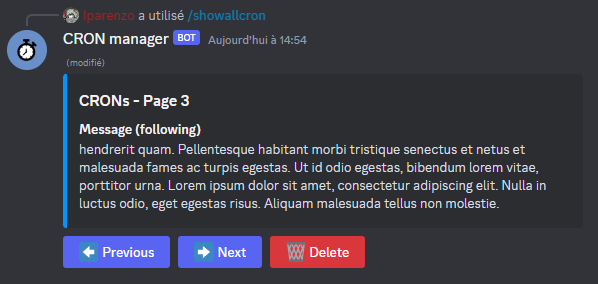 lparenzo a utilisé /showallcron
CRON manager BOT Aujourd'hui à 14:54
(modifié)
CRONs - Page 3
Message (following)
hendrerit quam. Pellentesque habitant morbi tristique senectus et netus et
malesuada fames ac turpis egestas. Ut id odio egestas, bibendum lorem vitae,
porttitor urna. Lorem ipsum dolor sit amet, consectetur adipiscing elit. Nulla in
luctus odio, eget egestas risus. Aliquam malesuada tellus non molestie.
Previous Next Delete